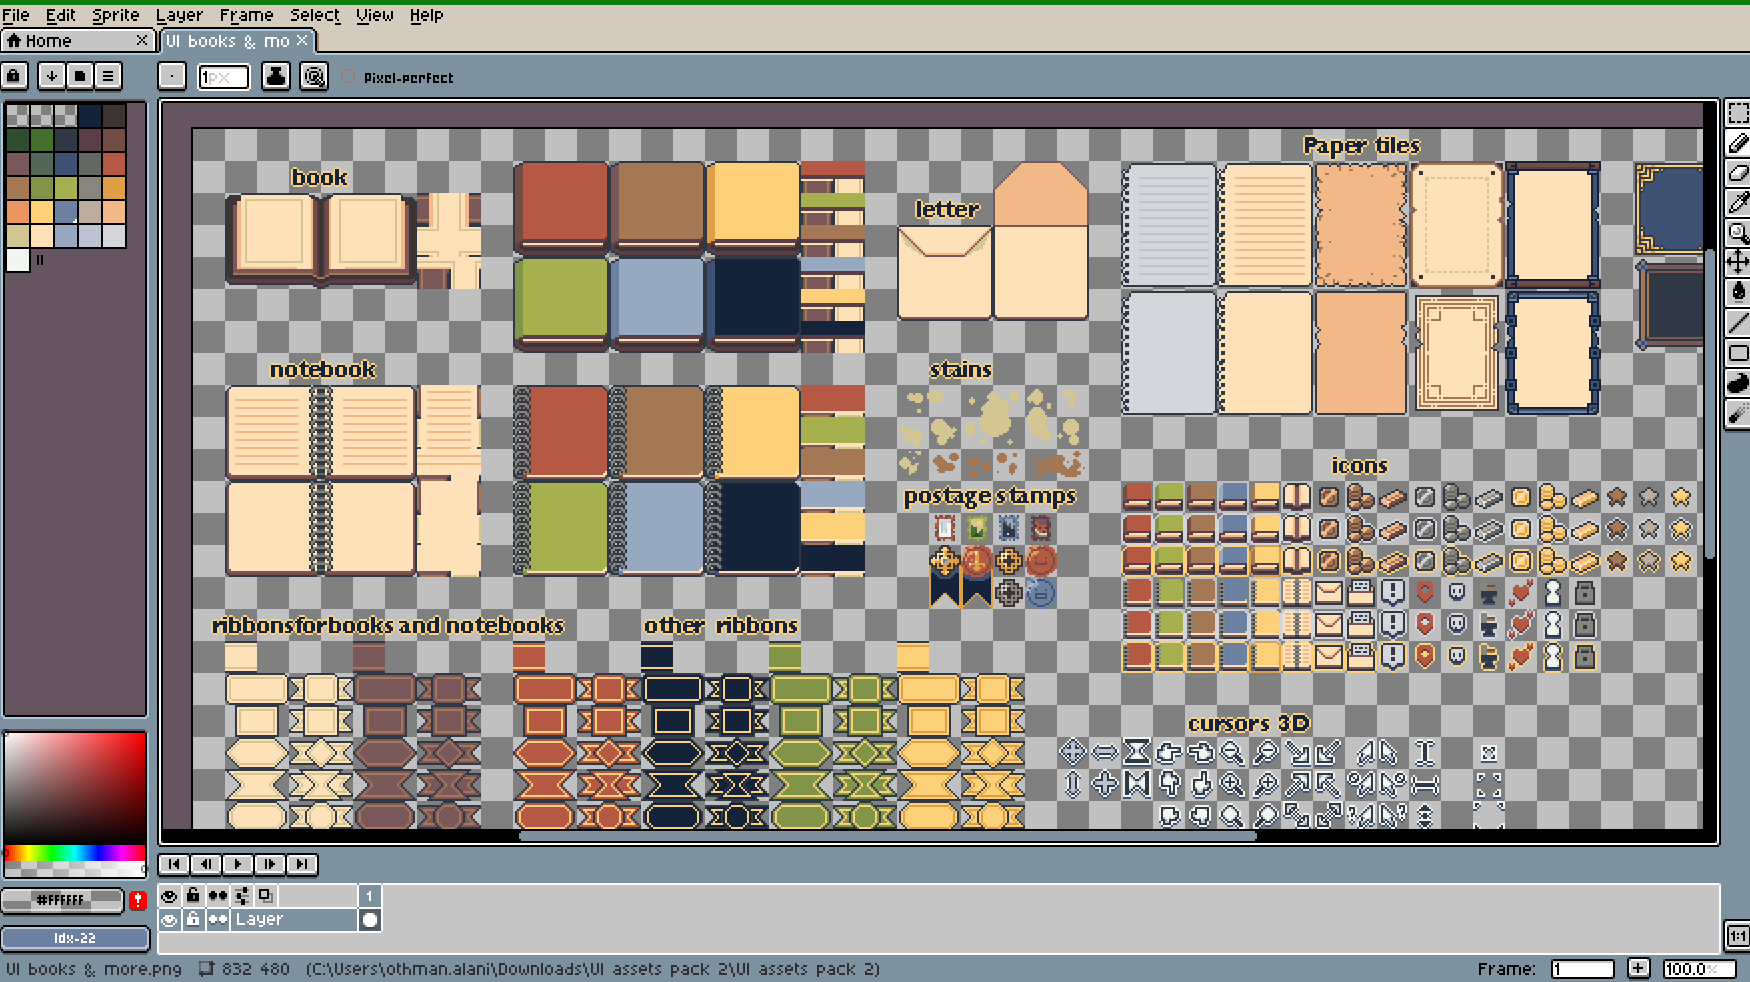 File Edit Sprite Layer Frame Select View Help
Home
UI books & mo
1px
Pixel-perfect
book
letter
Paper tiles
notebook
stains
postage stamps
icons
ribbonsforbooks and notebooks
other ribbons
cursors 3D
#FFFFFF
Idx-22
1
Layer
1:1
UI books & more.png
832 480
(C:\Users\othman.alani\Downloads\UI assets pack 2\UI assets pack 2)
Frame:
1
100.0%